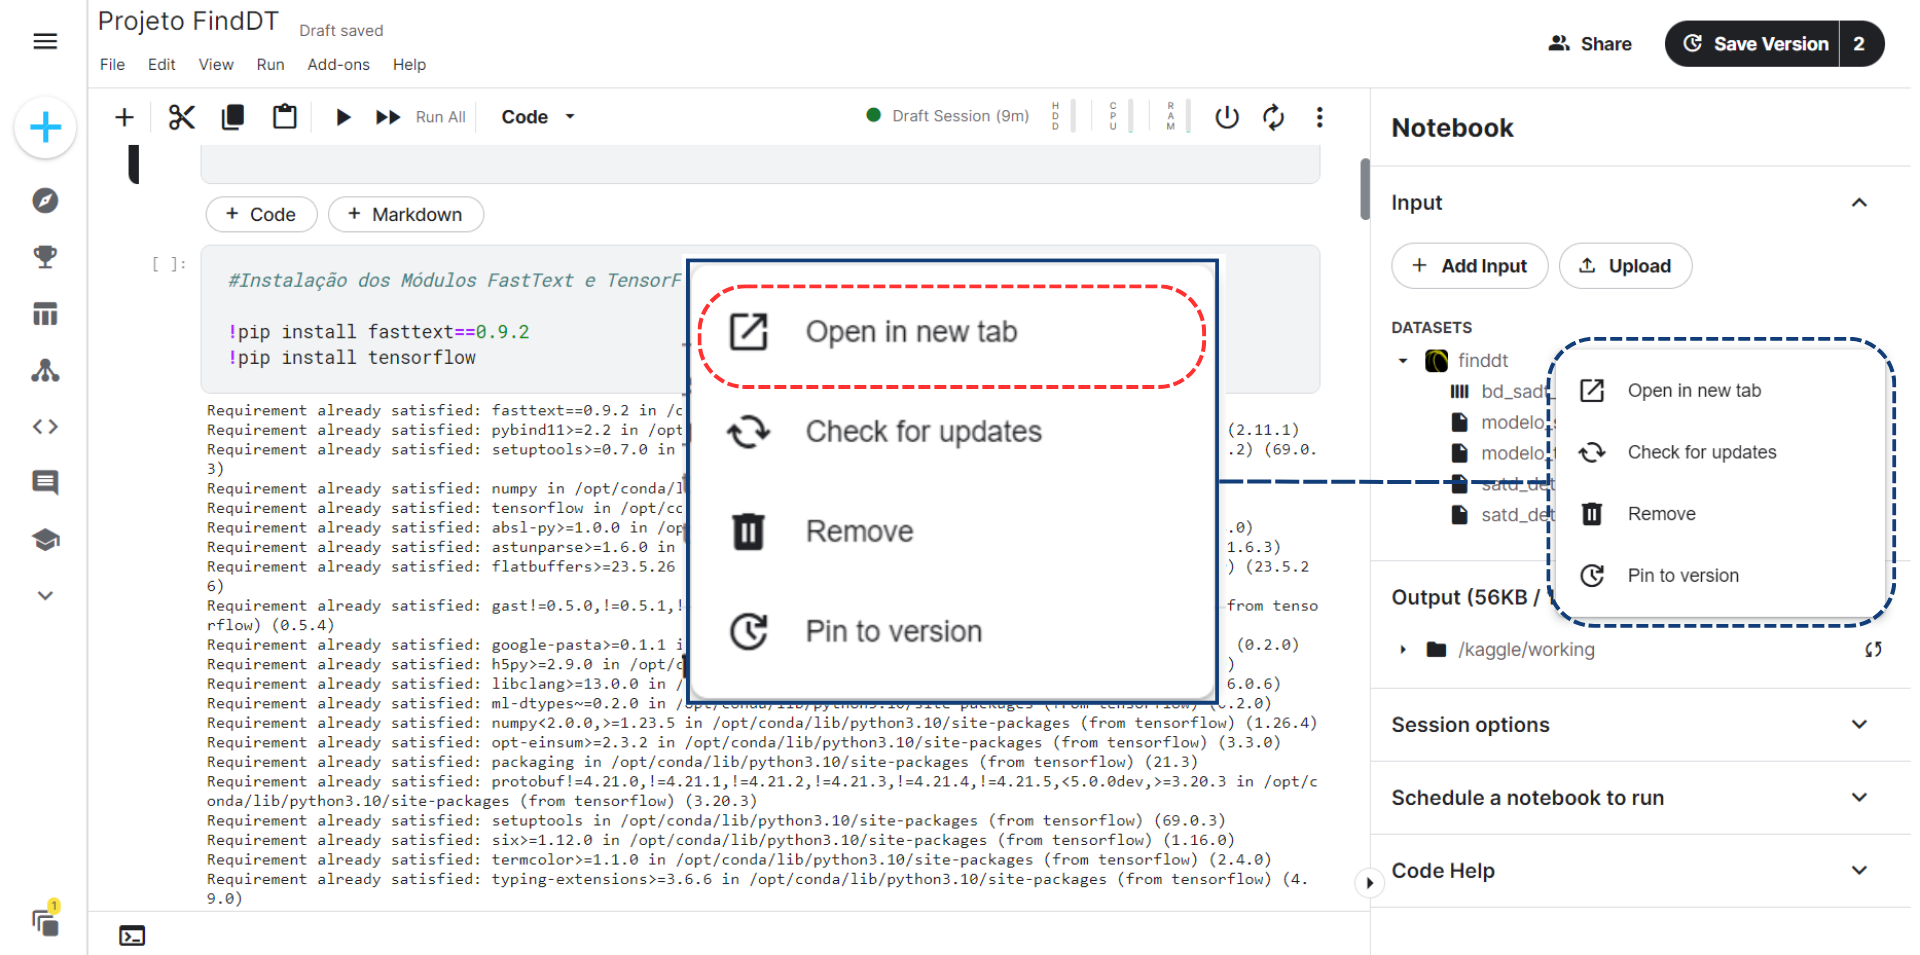 Projeto FindDT
Draft saved
File Edit View Run Add-ons Help
Share
Save Version 2
Run All
Code
Draft Session (9m)
HDD
CPU
RAM
+ Code
+ Markdown
[ ]:
#Instalação dos Módulos FastText e TensorF
!pip install fasttext==0.9.2
!pip install tensorflow
Requirement already satisfied: fasttext==0.9.2 in /c
Requirement already satisfied: pybind11>=2.2 in /opt (2.11.1)
Requirement already satisfied: setuptools>=0.7.0 in .2) (69.0.
3)
Requirement already satisfied: numpy in /opt/conda/l
Requirement already satisfied: tensorflow in /opt/cc
Requirement already satisfied: absl-py>=1.0.0 in /op .0)
Requirement already satisfied: astunparse>=1.6.0 in 1.6.3)
Requirement already satisfied: flatbuffers>=23.5.26 ) (23.5.2
6)
Requirement already satisfied: gast!=0.5.0,!=0.5.1,! from tenso
rflow) (0.5.4)
Requirement already satisfied: google-pasta>=0.1.1 i (0.2.0)
Requirement already satisfied: h5py>=2.9.0 in /opt/c )
Requirement already satisfied: libclang>=13.0.0 in / 6.0.6)
Requirement already satisfied: ml-dtypes~=0.2.0 in /opt/conda/lib/python3.10/site-packages (from tensorflow) (0.2.0)
Requirement already satisfied: numpy<2.0.0,>=1.23.5 in /opt/conda/lib/python3.10/site-packages (from tensorflow) (1.26.4)
Requirement already satisfied: opt-einsum>=2.3.2 in /opt/conda/lib/python3.10/site-packages (from tensorflow) (3.3.0)
Requirement already satisfied: packaging in /opt/conda/lib/python3.10/site-packages (from tensorflow) (21.3)
Requirement already satisfied: protobuf!=4.21.0,!=4.21.1,!=4.21.2,!=4.21.3,!=4.21.4,!=4.21.5,<5.0.0dev,>=3.20.3 in /opt/c
onda/lib/python3.10/site-packages (from tensorflow) (3.20.3)
Requirement already satisfied: setuptools in /opt/conda/lib/python3.10/site-packages (from tensorflow) (69.0.3)
Requirement already satisfied: six>=1.12.0 in /opt/conda/lib/python3.10/site-packages (from tensorflow) (1.16.0)
Requirement already satisfied: termcolor>=1.1.0 in /opt/conda/lib/python3.10/site-packages (from tensorflow) (2.4.0)
Requirement already satisfied: typing-extensions>=3.6.6 in /opt/conda/lib/python3.10/site-packages (from tensorflow) (4.
9.0)
Open in new tab
Check for updates
Remove
Pin to version
Notebook
Input
+ Add Input
Upload
DATASETS
finddt
bd_sadt_
modelo_s
modelo_t
satd_det
satd_det
Open in new tab
Check for updates
Remove
Pin to version
Output (56KB /
/kaggle/working
Session options
Schedule a notebook to run
Code Help
1